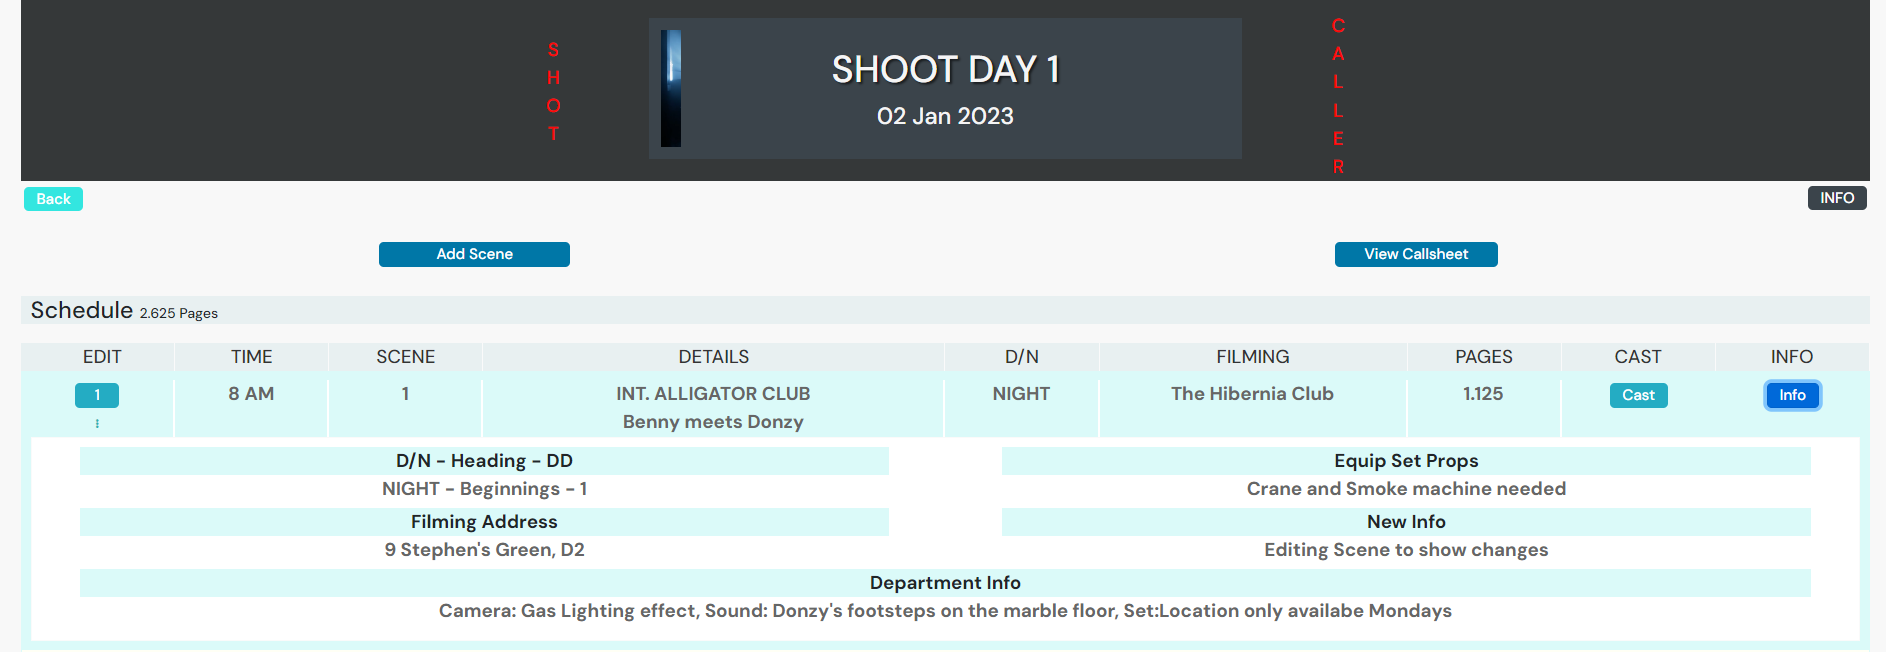 SHOT
SHOOT DAY 1
02 Jan 2023
CALLER
Back
INFO
Add Scene
View Callsheet
Schedule 2.625 Pages
EDIT TIME SCENE DETAILS D/N FILMING PAGES CAST INFO
1 8 AM 1 INT. ALLIGATOR CLUB NIGHT The Hibernia Club 1.125 Cast Info
Benny meets Donzy
D/N - Heading - DD
NIGHT - Beginnings - 1
Equip Set Props
Crane and Smoke machine needed
Filming Address
9 Stephen's Green, D2
New Info
Editing Scene to show changes
Department Info
Camera: Gas Lighting effect, Sound: Donzy's footsteps on the marble floor, Set:Location only availabe Mondays